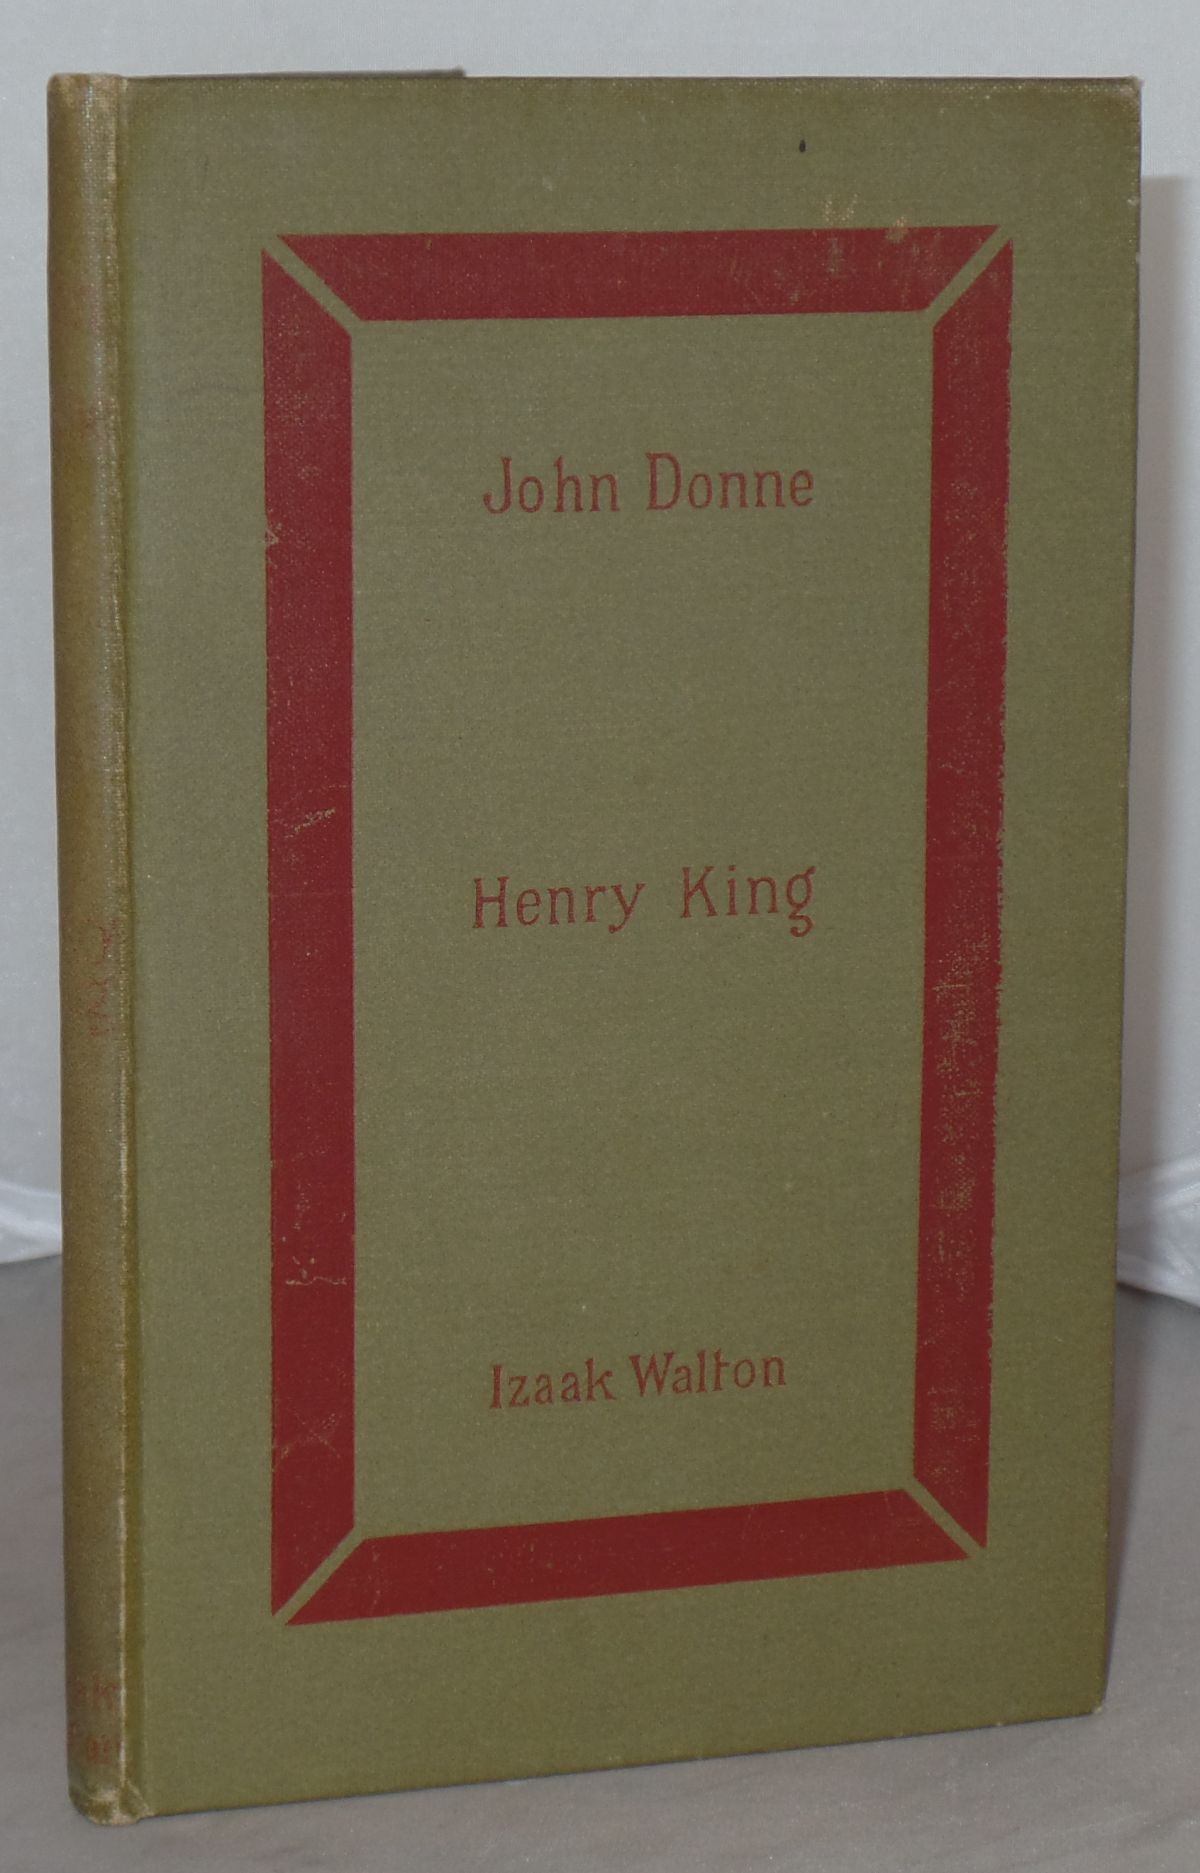 John Donne
Henry King
Izaak Walton